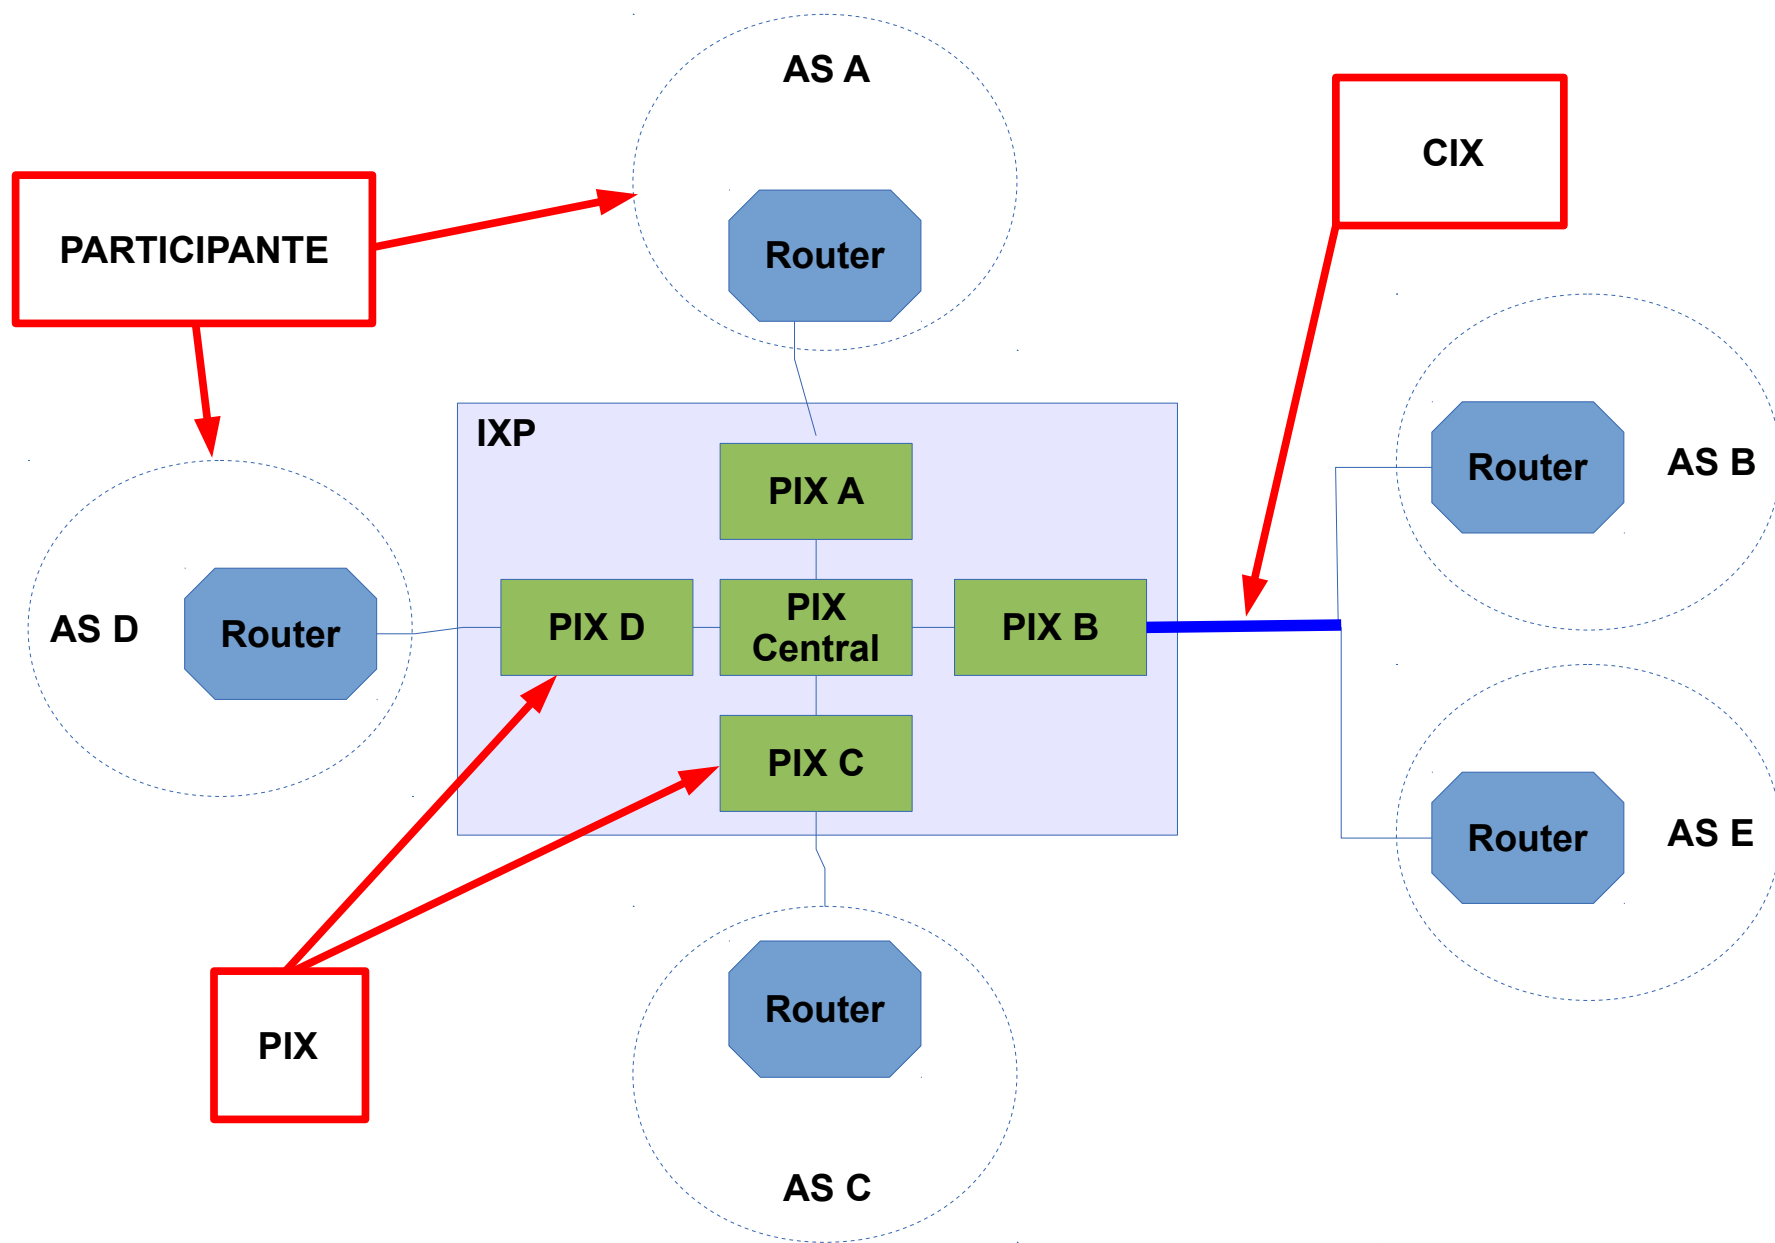 AS A
CIX
PARTICIPANTE
Router
IXP
Router
AS B
PIX A
AS D
Router
PIX D
PIX
Central
PIX B
PIX C
Router
AS E
Router
PIX
AS C